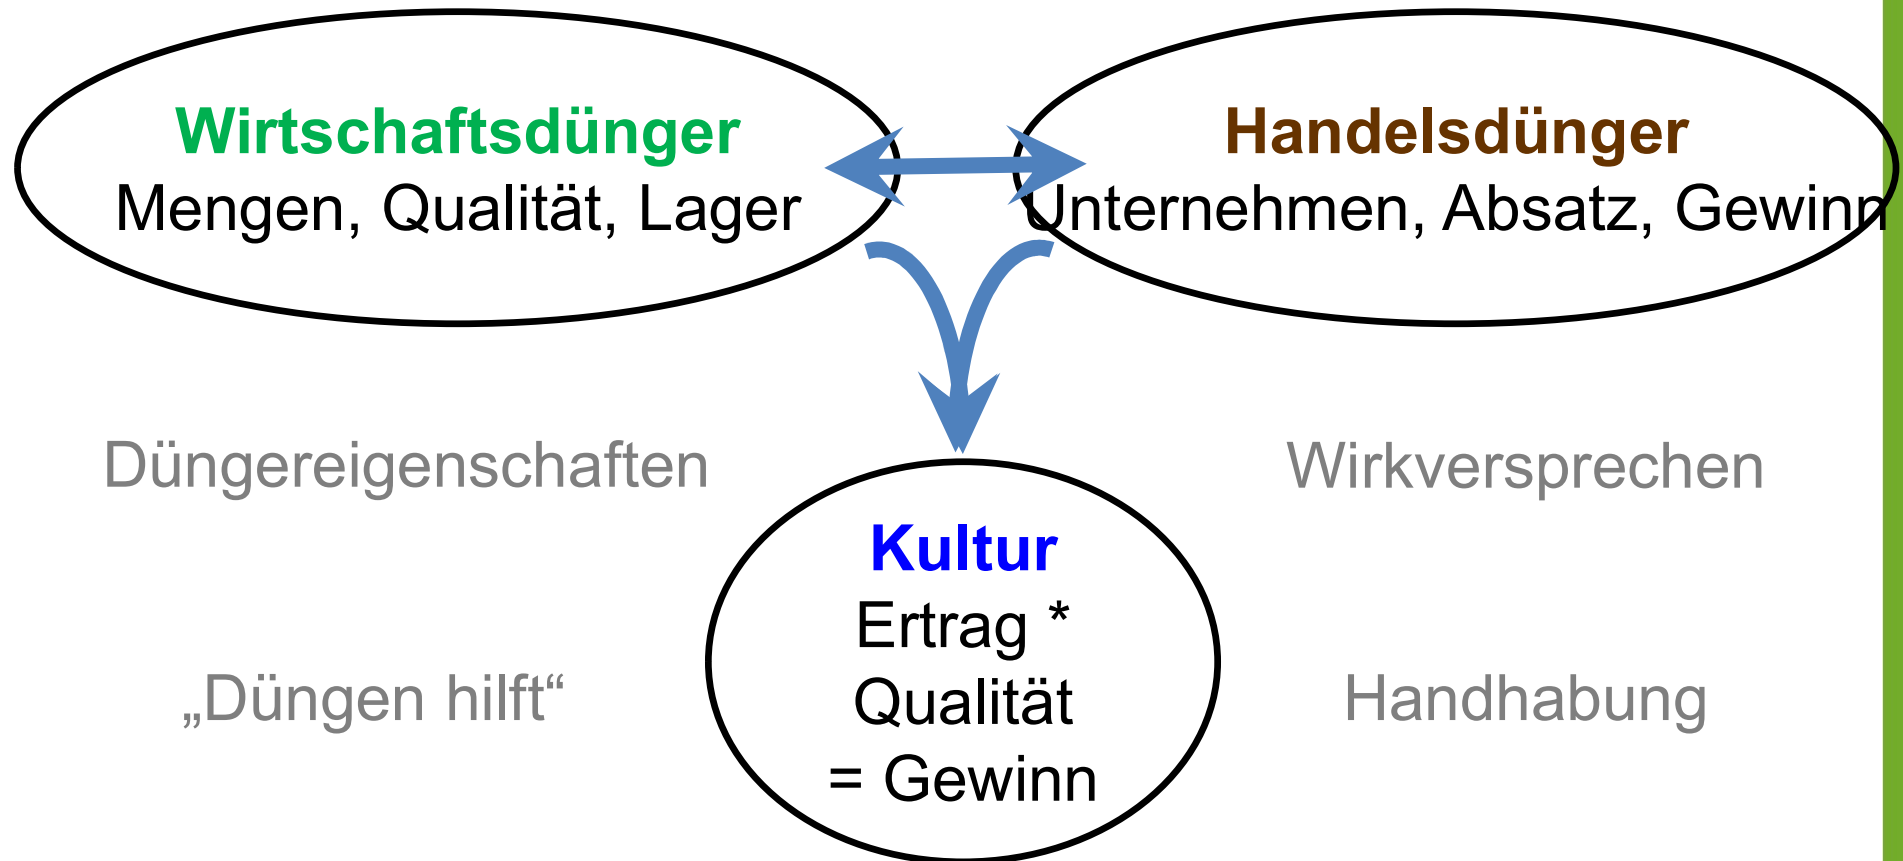 Wirtschaftsdünger
Mengen, Qualität, Lager
Handelsdünger
Unternehmen, Absatz, Gewinn
Düngereigenschaften
Wirkversprechen
Kultur
Ertrag *
Qualität
= Gewinn
„Düngen hilft“
Handhabung